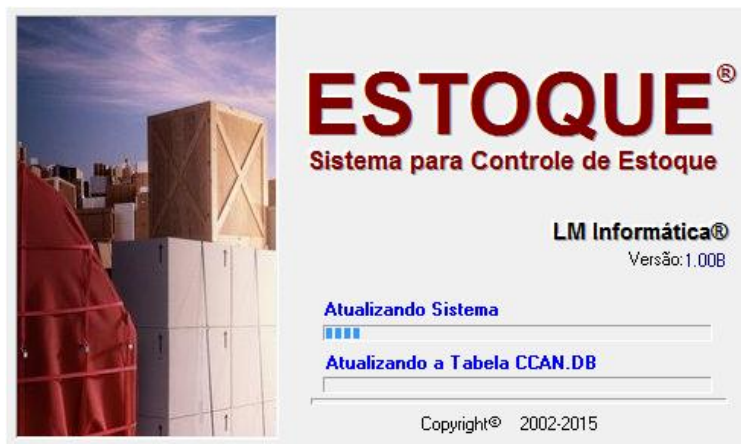 ESTOQUE®
Sistema para Controle de Estoque
LM Informática®
Versão:1.00B
Atualizando Sistema
Atualizando a Tabela CCAN.DB
Copyright© 2002-2015